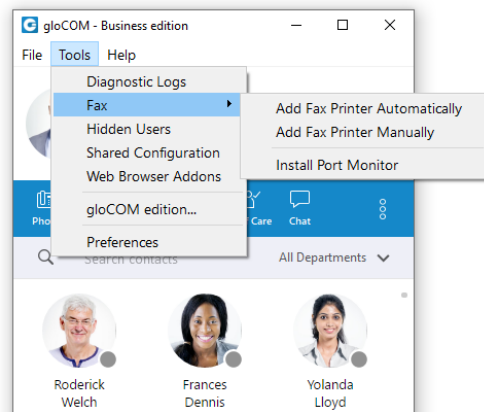 gloCOM - Business edition
File Tools Help
Diagnostic Logs
Fax
Hidden Users
Shared Configuration
Web Browser Addons
gloCOM edition...
Preferences
Add Fax Printer Automatically
Add Fax Printer Manually
Install Port Monitor
Care Chat
Search contacts All Departments
Roderick Welch
Frances Dennis
Yolanda Lloyd